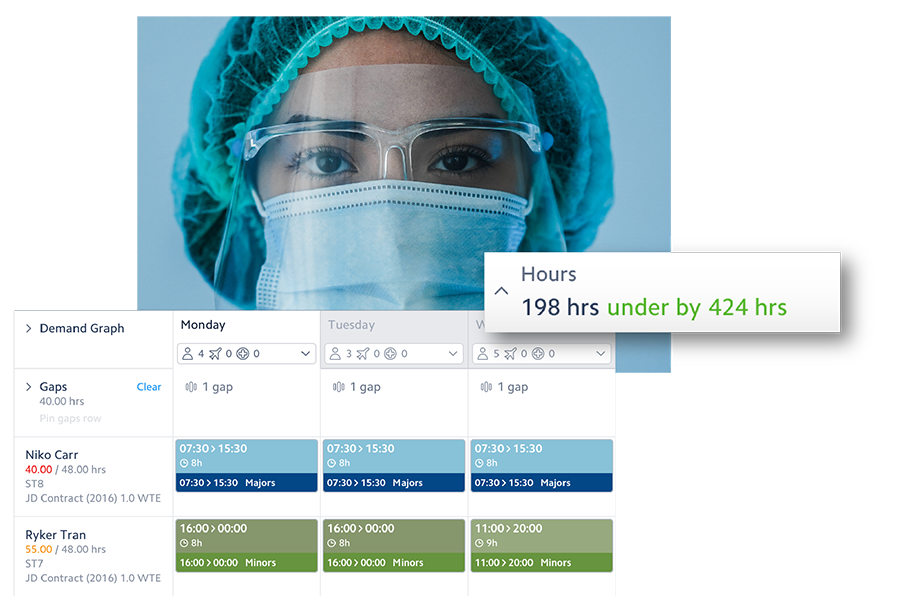 Hours
198 hrs under by 424 hrs
Demand Graph
Monday
Tuesday
W
4 0 0
3 0 0
5 0 0
Gaps
Clear
40.00 hrs
Pin gaps row
1 gap
1 gap
1 gap
Niko Carr
40.00 / 48.00 hrs
ST8
JD Contract (2016) 1.0 WTE
07:30 > 15:30
8h
07:30 > 15:30 Majors
07:30 > 15:30
8h
07:30 > 15:30 Majors
07:30 > 15:30
8h
07:30 > 15:30 Majors
Ryker Tran
55.00 / 48.00 hrs
ST7
JD Contract (2016) 1.0 WTE
16:00 > 00:00
8h
16:00 > 00:00 Minors
16:00 > 00:00
8h
16:00 > 00:00 Minors
11:00 > 20:00
9h
11:00 > 20:00 Minors